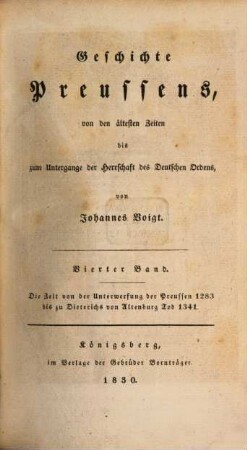 Geschichte
Preussens,
von den ältesten Zeiten
bis
zum Untergange der Herrschaft des Deutschen Ordens,
von
Johannes Voigt.
Vierter Band.
Die Zeit von der Unterwerfung der Preussen 1283
bis zu Dieterichs von Altenburg Tod 1341.
Königsberg,
im Verlage der Gebrüder Bornträger.
1830.